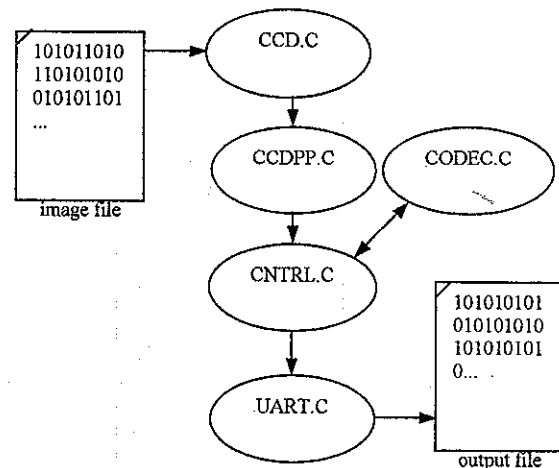 101011010
110101010
010101101
...
image file
CCD.C
CCDPP.C
CODEC.C
CNTRL.C
UART.C
101010101
010101010
101010101
0...
output file